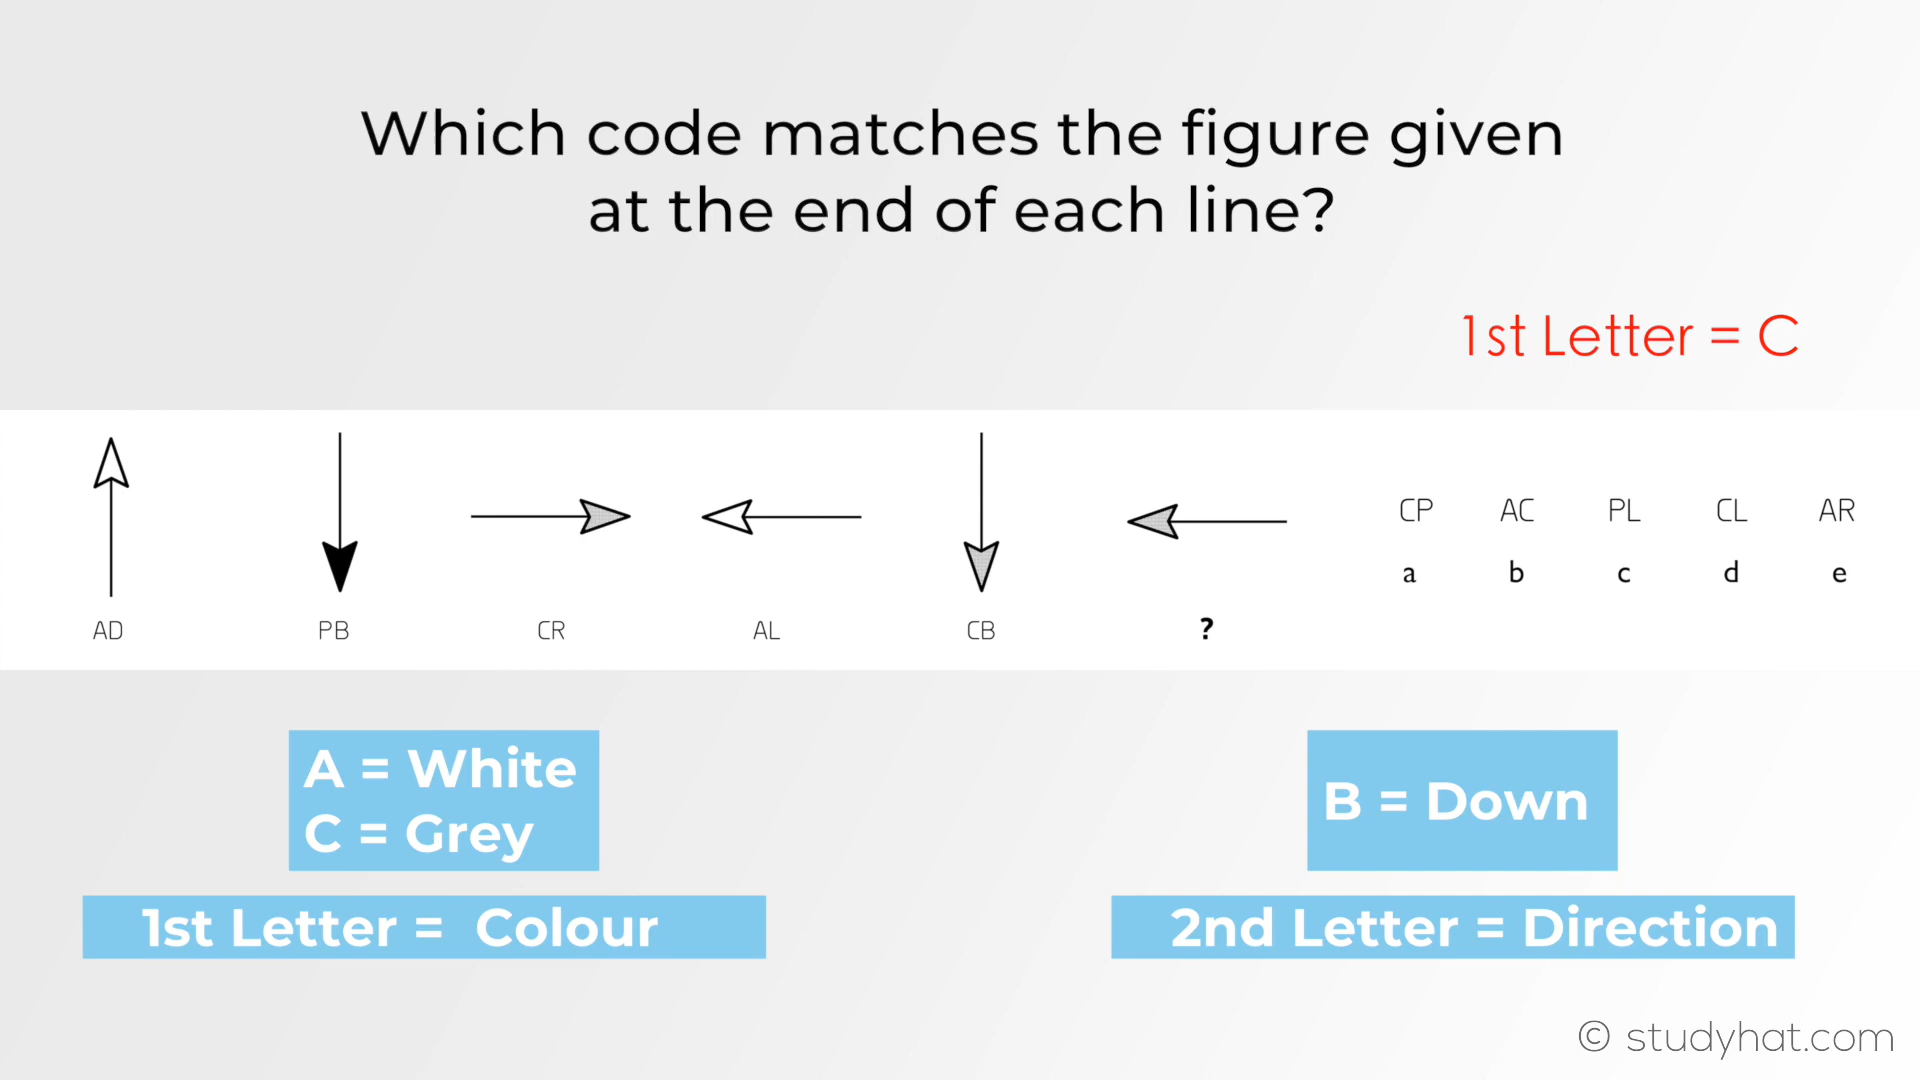 Which code matches the figure given
at the end of each line?
1st Letter = C
CP AC PL CL AR
a b c d e
AD PB CR AL CB ?
A = White
C = Grey
B = Down
1st Letter = Colour
2nd Letter = Direction
© studyhat.com